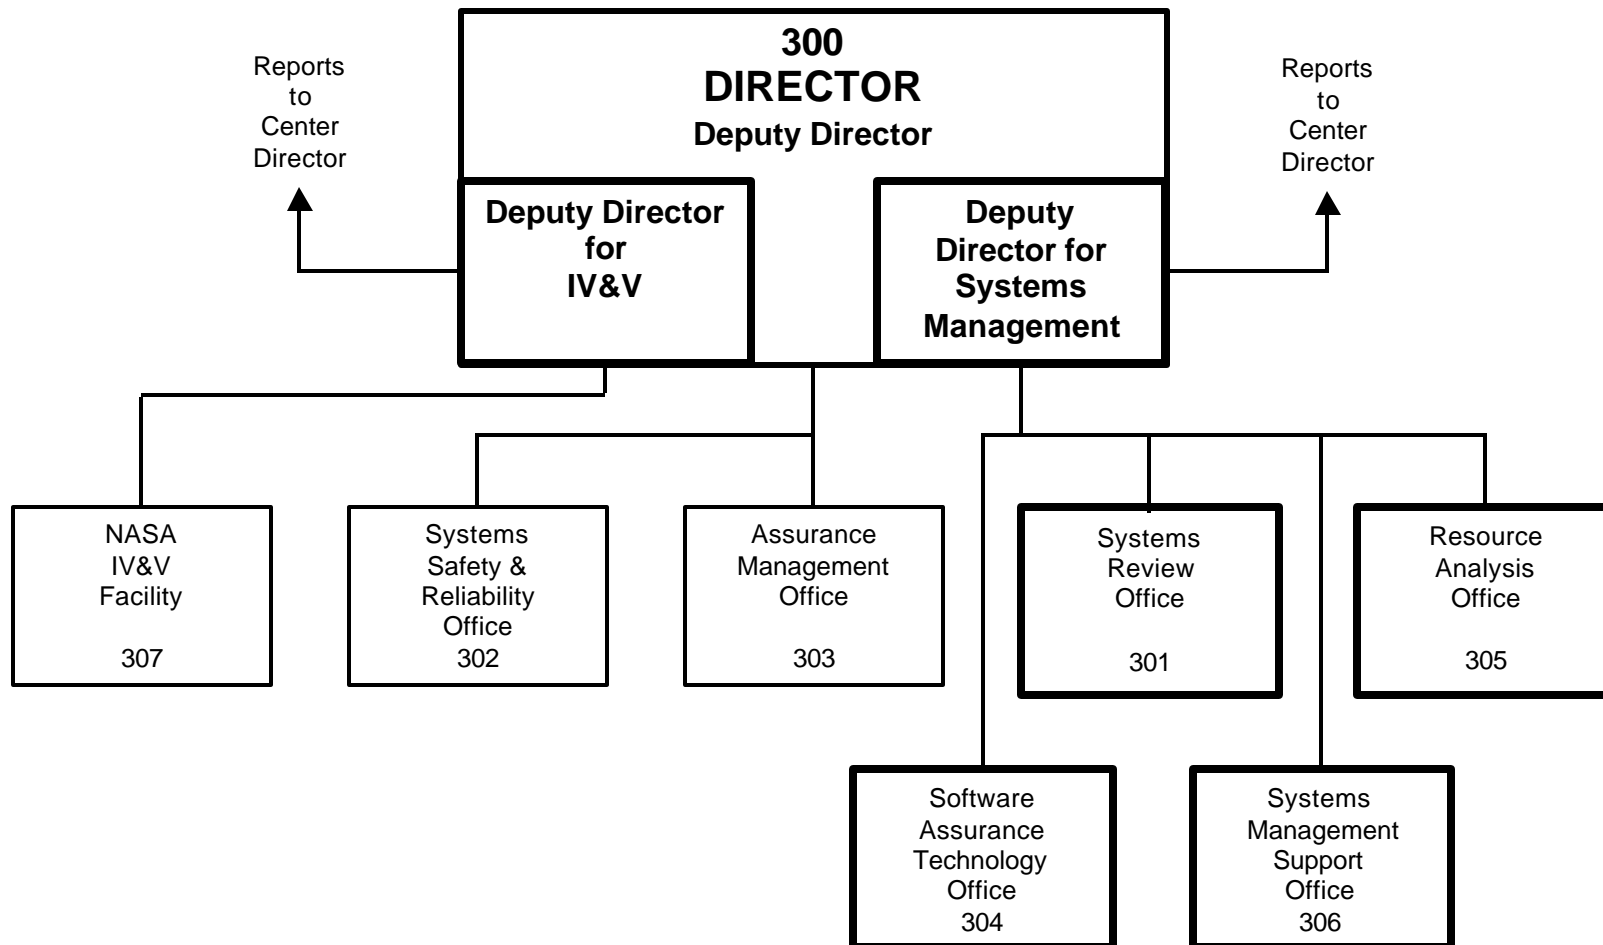 300
DIRECTOR
Deputy Director
Reports
to
Center
Director
Reports
to
Center
Director
Deputy Director
for
IV&V
Deputy
Director for
Systems
Management
NASA
IV&V
Facility
307
Systems
Safety &
Reliability
Office
302
Assurance
Management
Office
303
Systems
Review
Office
301
Resource
Analysis
Office
305
Software
Assurance
Technology
Office
304
Systems
Management
Support
Office
306